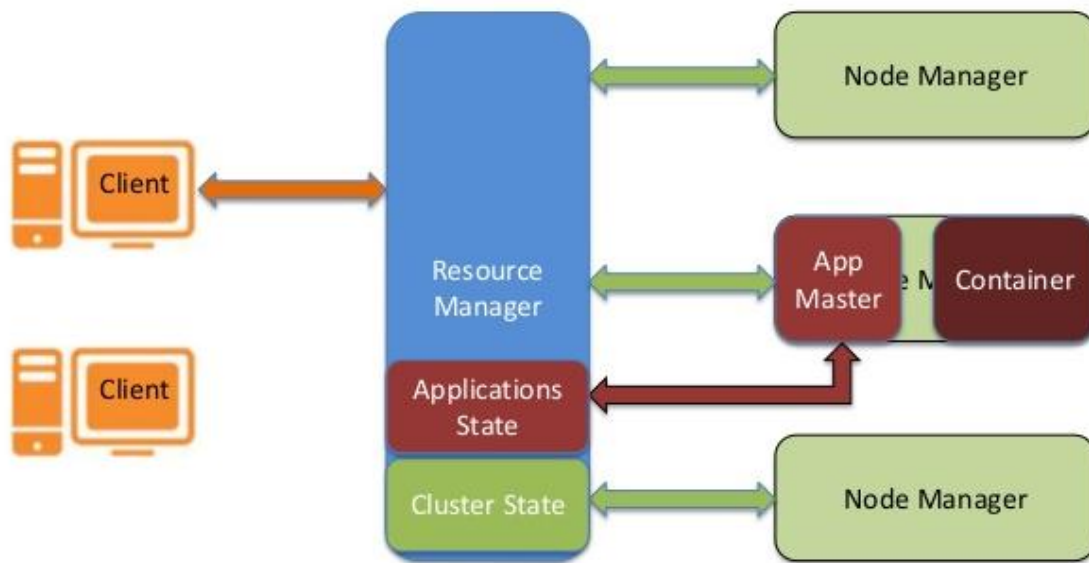 Node Manager
Client
Resource
Manager
App
Master
Container
Client
Applications
State
Cluster State
Node Manager